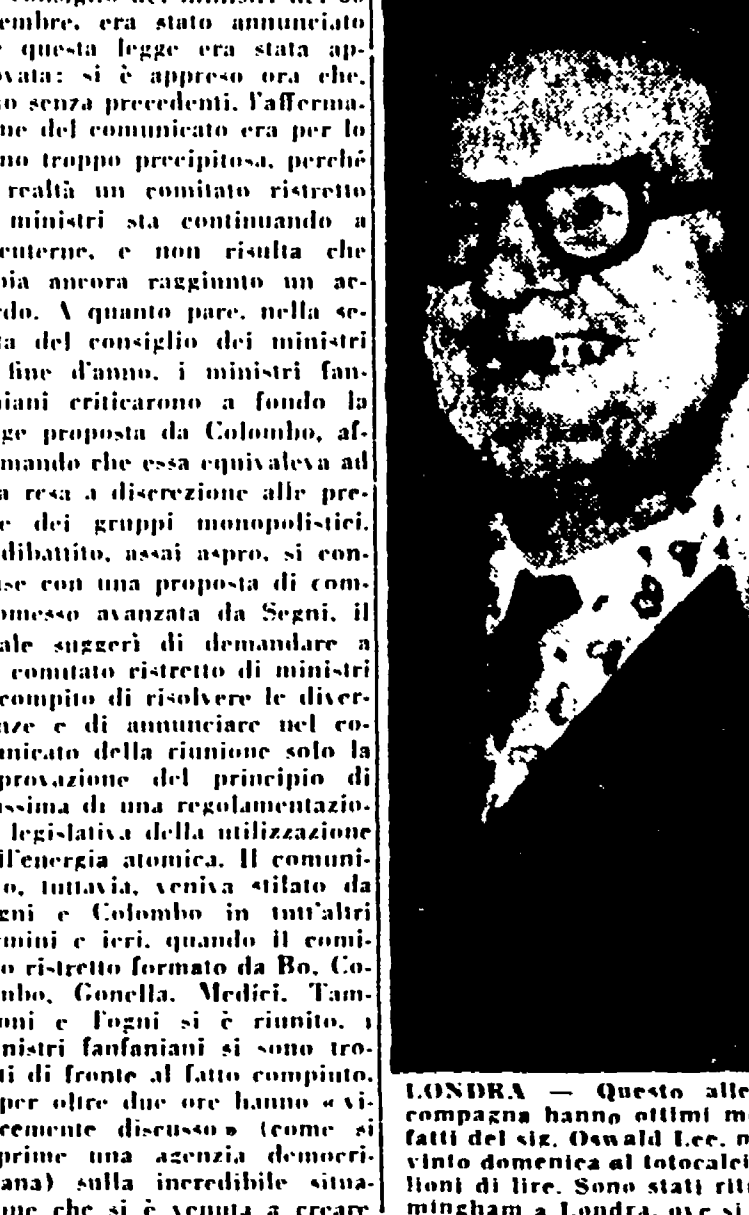 consiglio dei ministri del 30
embre, era stato annunciato
questa legge era stata ap-
ovata: si è appreso ora che,
o senza precedenti, l'afferma-
ne del comunicato era per lo
no troppo precipitosa, perchè
realtà un comitato ristretto
ministri sta continuando a
cuterne, e non risulta che
bia ancora raggiunto un ac-
rdo. A quanto pare, nella se-
ta del consiglio dei ministri
fine d'anno, i ministri fan-
niani criticarono a fondo la
ge proposta da Colombo, af-
mando che essa equivaleva ad
a resa a discrezione alle pre-
e dei gruppi monopolistici.
dibattito, assai aspro, si con-
se con una proposta di com-
omesso avanzata da Segni, il
ale suggerì di demandare a
comitato ristretto di ministri
compito di risolvere le diver-
nze e di annunciare nel co-
unicato della riunione solo la
provazione del principio di
assima di una regolamentazio-
legislativa della utilizzazione
ll'energia atomica. Il comuni-
o, tuttavia, veniva stilato da
gni e Colombo in tutt'altri
rmini e ieri, quando il comi-
o ristretto formato da Bo, Co-
mbo, Gonella, Medici, Tam-
oni e Togni si è riunito, i
nistri fanfaniani si sono tro-
ti di fronte al fatto compiuto.
per oltre due ore hanno « vi-
cemente discusso » (come si
prime una agenzia democri-
ana) sulla incredibile situa-
ne che si è venuta a creare
LONDRA — Questo alle
compagna hanno ottimi m
fatti del sig. Oswald Lee, m
vinto domenica al totocalci
lioni di lire. Sono stati rit
mingham a Londra, ove si